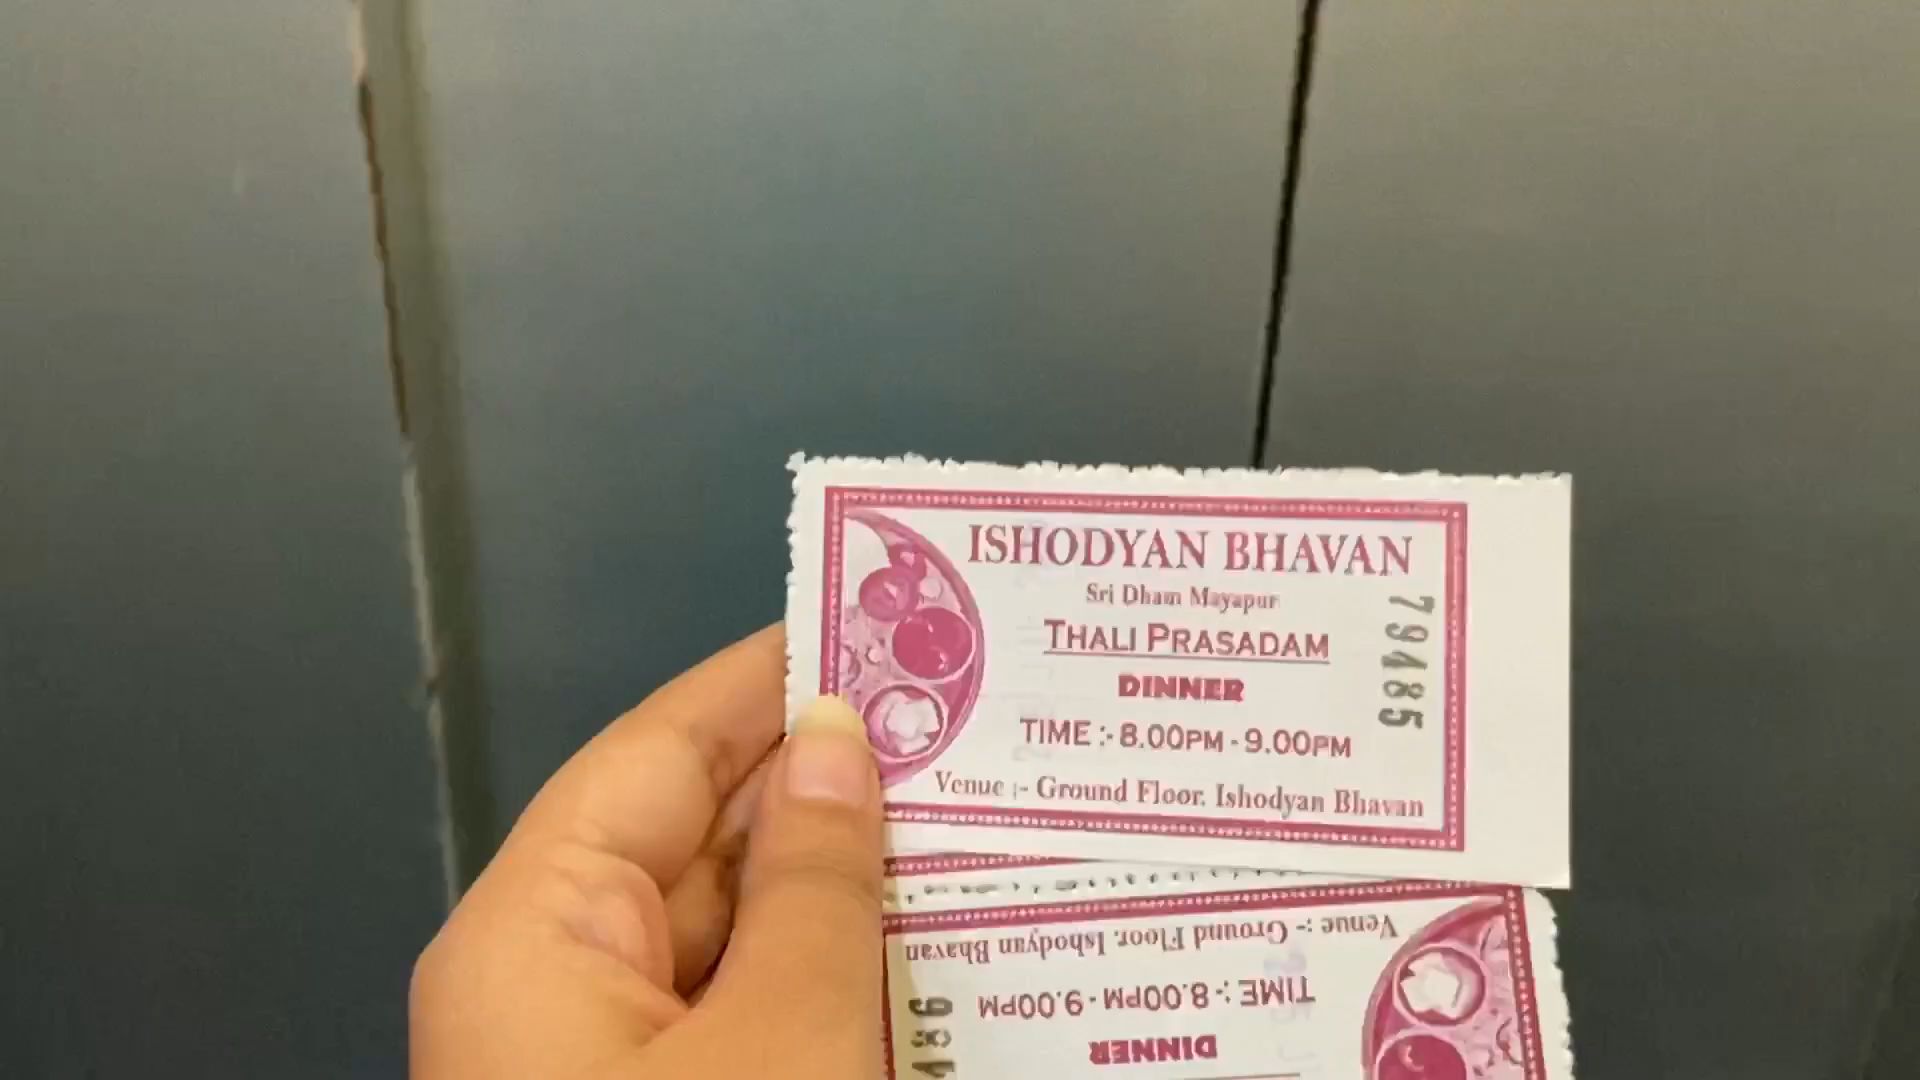 ISHODYAN BHAVAN
Sri Dham Mayapur
THALI PRASADAM
DINNER
TIME :- 8.00PM - 9.00PM
Venue :- Ground Floor, Ishodyan Bhavan
79485
Venue :- Ground Floor, Ishodyan Bhavan
TIME :- 8.00PM - 9.00PM
DINNER